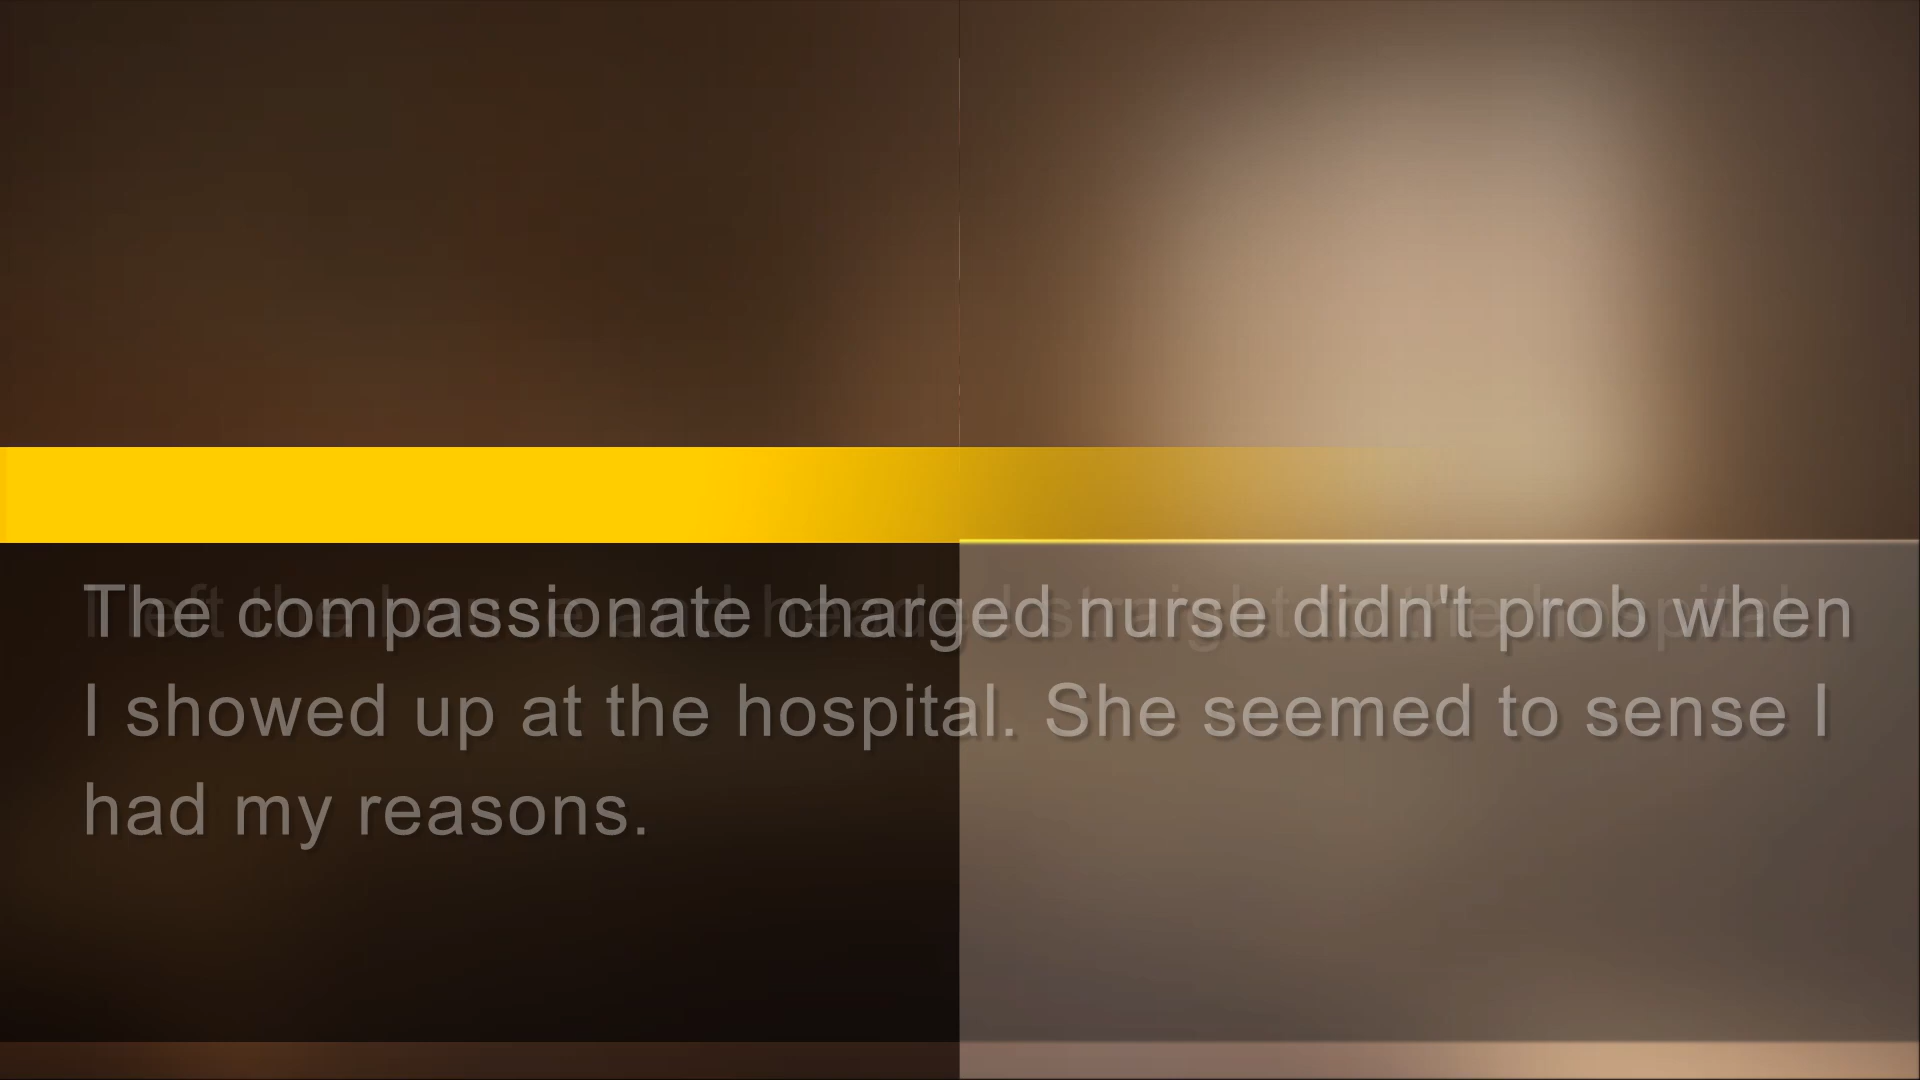 The compassionate charged nurse didn't prob when
I showed up at the hospital. She seemed to sense I
had my reasons.